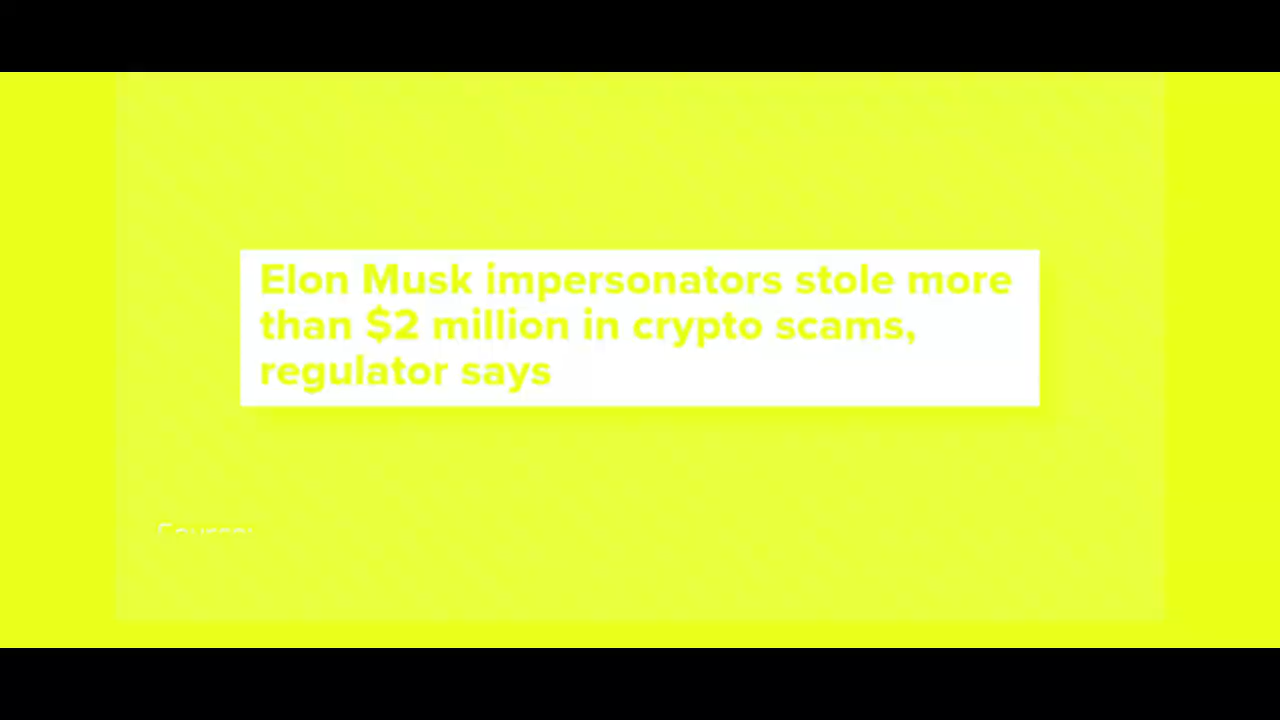 Elon Musk impersonators stole more
than $2 million in crypto scams,
regulator says